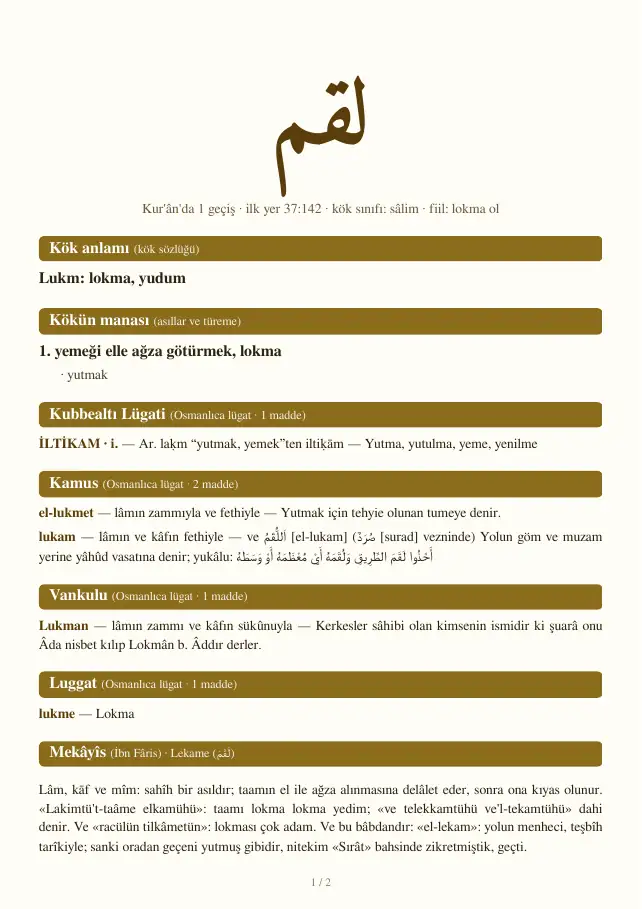 لقم
Kur'ân'da 1 geçiş · ilk yer 37:142 · kök sınıfı: sâlim · fiil: lokma ol
Kök anlamı (kök sözlüğü)
Lukm: lokma, yudum
Kökün manası (asıllar ve türeme)
1. yemeği elle ağza götürmek, lokma
· yutmak
Kubbealtı Lügati (Osmanlıca lügat · 1 madde)
İLTİKAM · i. — Ar. laḳm “yutmak, yemek”ten iltiḳām — Yutma, yutulma, yeme, yenilme
Kamus (Osmanlıca lügat · 2 madde)
el-lukmet — lâmın zammıyla ve fethiyle — Yutmak için tehyie olunan tumeye denir.
lukam — lâmın ve kâfın fethiyle — ve اَللُّقَمُ [el-lukam] (صُرَدٌ [surad] vezninde) Yolun göm ve muzam
yerine yâhûd vasatına denir; yukâlu: أَخَذُوا لَقَمَ الطَّرِيقِ وَلُقَمَهُ أَيْ مُعْظَمَهُ أَوْ وَسَطَهُ
Vankulu (Osmanlıca lügat · 1 madde)
Lukman — lâmın zammı ve kâfın sükûnuyla — Kerkesler sâhibi olan kimsenin ismidir ki şuarâ onu
Âda nisbet kılıp Lokmân b. Âddır derler.
Luggat (Osmanlıca lügat · 1 madde)
lukme — Lokma
Mekâyîs (İbn Fâris) · Lekame (لَقَمَ)
Lâm, kāf ve mîm: sahîh bir asıldır; taamın el ile ağza alınmasına delâlet eder, sonra ona kıyas olunur.
«Lakimtü't-taâme elkamühü»: taamı lokma lokma yedim; «ve telekkamtühü ve'l-tekamtühü» dahi
denir. Ve «racülün tilkâmetün»: lokması çok adam. Ve bu bâbdandır: «el-lekam»: yolun menheci, teşbîh
tarîkiyle; sanki oradan geçeni yutmuş gibidir, nitekim «Sırât» bahsinde zikretmiştik, geçti.
1 / 2